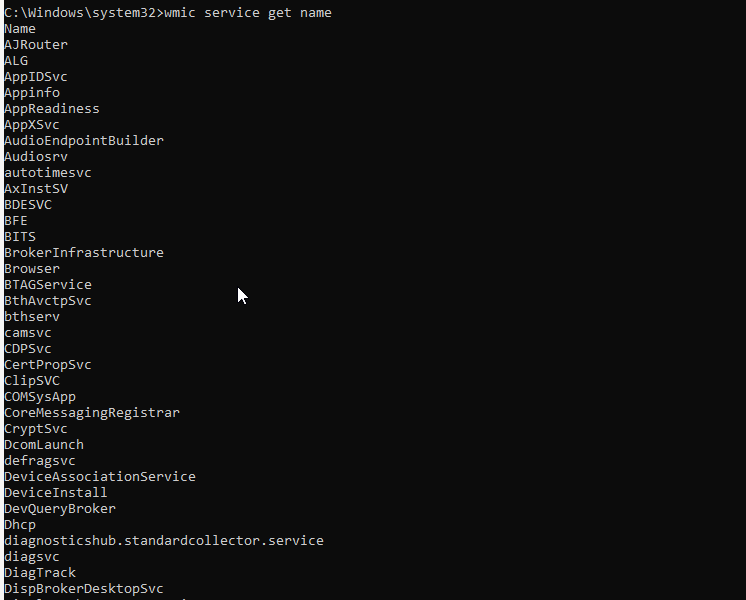 C:\Windows\system32>wmic service get name
Name
AJRouter
ALG
AppIDSvc
Appinfo
AppReadiness
AppXSvc
AudioEndpointBuilder
Audiosrv
autotimesvc
AxInstSV
BDESVC
BFE
BITS
BrokerInfrastructure
Browser
BTAGService
BthAvctpSvc
bthserv
camsvc
CDPSvc
CertPropSvc
ClipSVC
COMSysApp
CoreMessagingRegistrar
CryptSvc
DcomLaunch
defragsvc
DeviceAssociationService
DeviceInstall
DevQueryBroker
Dhcp
diagnosticshub.standardcollector.service
diagsvc
DiagTrack
DispBrokerDesktopSvc